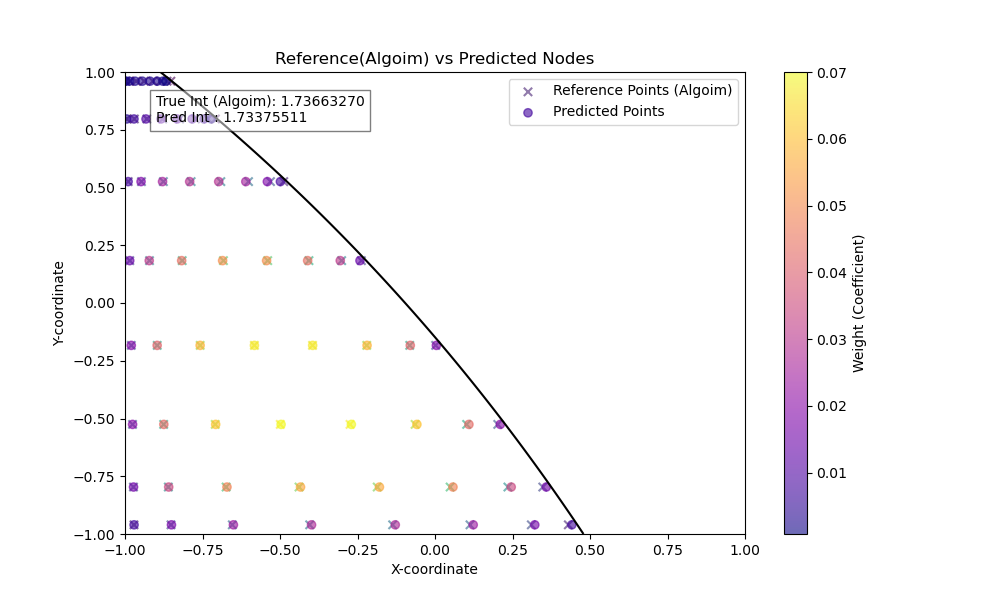 Reference(Algoim) vs Predicted Nodes
True Int (Algoim): 1.73663270
Pred Int : 1.73375511
Reference Points (Algoim)
Predicted Points
1.00
0.75
0.50
0.25
0.00
−0.25
−0.50
−0.75
−1.00
Y-coordinate
−1.00 −0.75 −0.50 −0.25 0.00 0.25 0.50 0.75 1.00
X-coordinate
0.07
0.06
0.05
0.04
0.03
0.02
0.01
Weight (Coefficient)